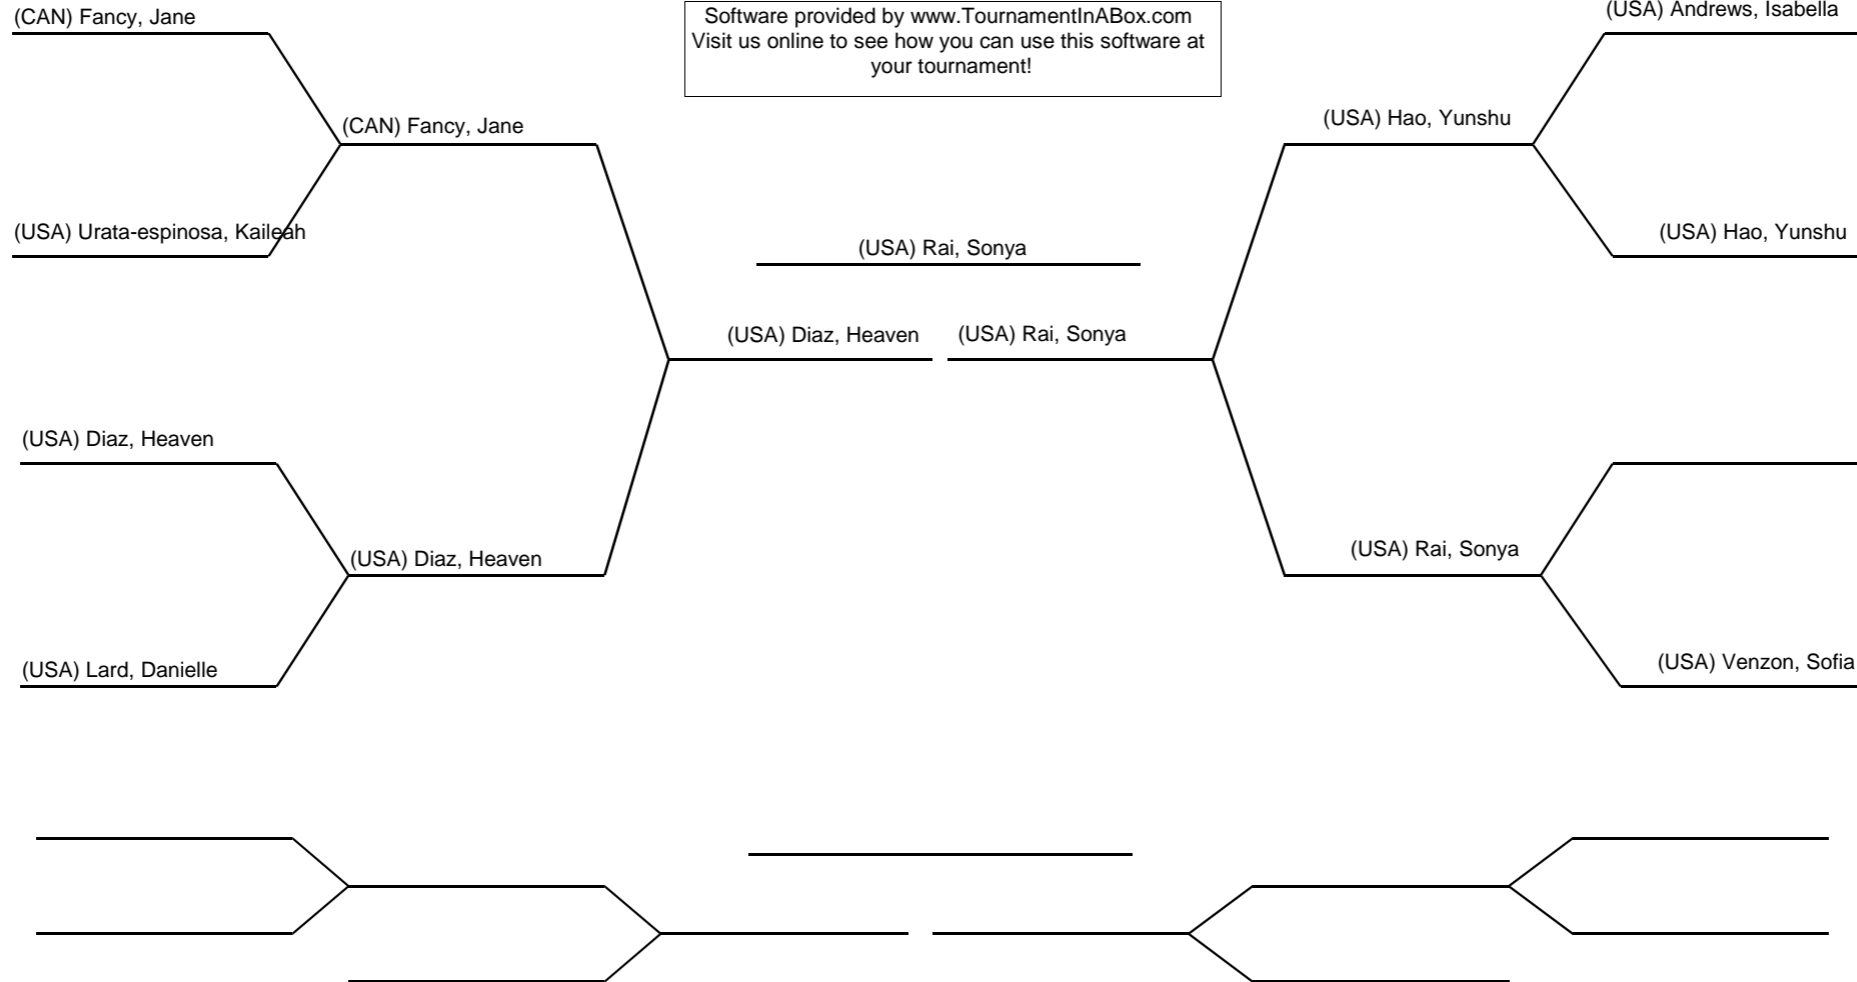 (CAN) Fancy, Jane
Software provided by www.TournamentInABox.com
Visit us online to see how you can use this software at
your tournament!
(USA) Andrews, Isabella
(CAN) Fancy, Jane
(USA) Hao, Yunshu
(USA) Urata-espinosa, Kaileah
(USA) Rai, Sonya
(USA) Hao, Yunshu
(USA) Diaz, Heaven
(USA) Rai, Sonya
(USA) Diaz, Heaven
(USA) Diaz, Heaven
(USA) Rai, Sonya
(USA) Lard, Danielle
(USA) Venzon, Sofia